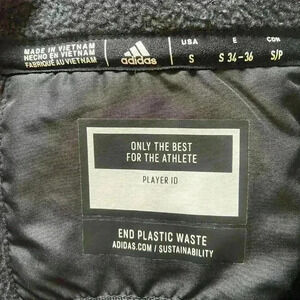 MADE IN VIETNAM
HECHO EN VIETNAM
FABRIQUÉ AU VIETNAM
adidas
USA E COM
S S 34-36 S/P
ONLY THE BEST
FOR THE ATHLETE
PLAYER ID
END PLASTIC WASTE
ADIDAS.COM / SUSTAINABILITY